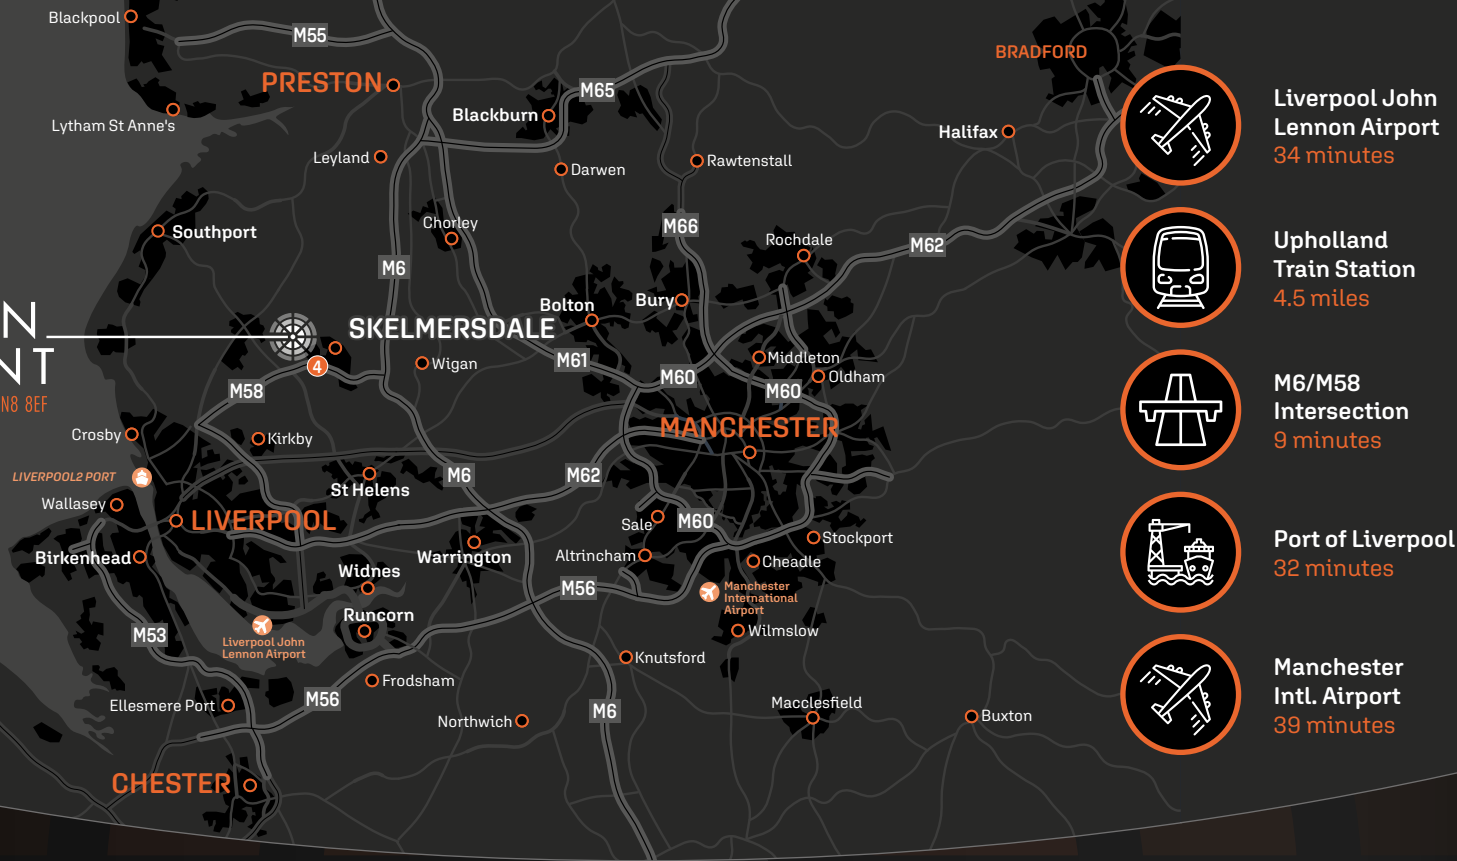 Blackpool
M55
BRADFORD
PRESTON
M65
Blackburn
Lytham St Anne's
Halifax
Leyland
Darwen
Rawtenstall
Chorley
Southport
M66
Rochdale
M62
M6
Bolton
Bury
N
SKELMERSDALE
NT
4
Wigan
M61
Middleton
M60
Oldham
M58
M60
N8 8EF
MANCHESTER
Crosby
Kirkby
LIVERPOOL2 PORT
M6
M62
St Helens
Wallasey
LIVERPOOL
Sale
M60
Stockport
Birkenhead
Warrington
Altrincham
Cheadle
Widnes
M56
Manchester
International
Airport
Runcorn
M53
Liverpool John
Lennon Airport
Wilmslow
Knutsford
Frodsham
M56
Ellesmere Port
Northwich
M6
Macclesfield
Buxton
CHESTER
Liverpool John
Lennon Airport
34 minutes
Upholland
Train Station
4.5 miles
M6/M58
Intersection
9 minutes
Port of Liverpool
32 minutes
Manchester
Intl. Airport
39 minutes